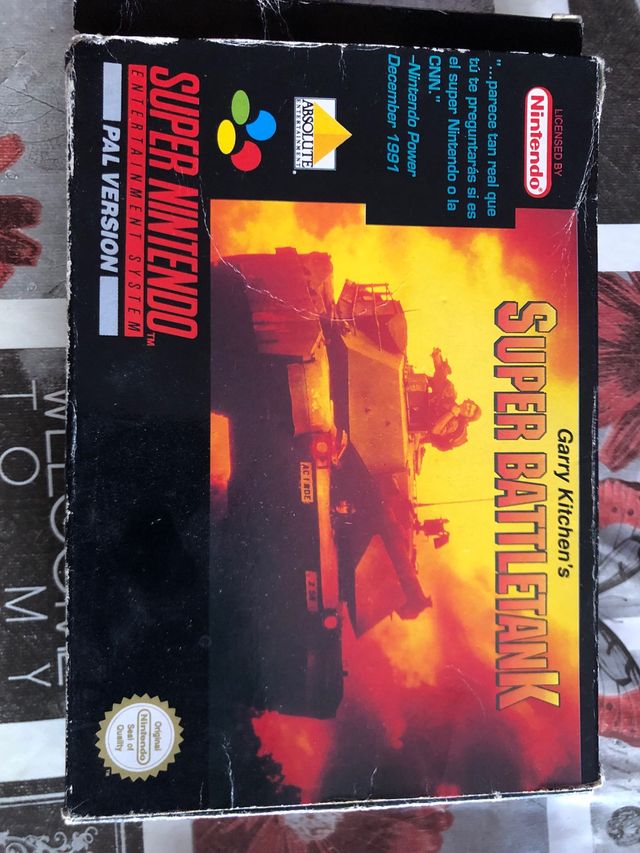 LICENSED BY
Nintendo®
"...parece tan real que
tú te preguntarás si es
el super Nintendo o la
CNN."
–Nintendo Power
December 1991
ABSOLUTE
ENTERTAINMENT
SUPER NINTENDO™
ENTERTAINMENT SYSTEM
PAL VERSION
Garry Kitchen's
SUPER BATTLETANK
Original
Nintendo
Seal of
Quality
WELCOME
TO
MY